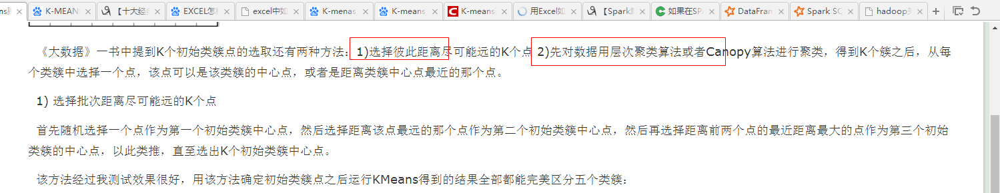 ns聚
K-MEAN
【十大经
EXCEL怎
excel中如
K-menas
K-means
K-means
用Excel如
【Spark
如果在SPA
DataFram
Spark SC
hadoop
《大数据》一书中提到K个初始类簇点的选取还有两种方法：1)选择彼此距离尽可能远的K个点 2)先对数据用层次聚类算法或者Canopy算法进行聚类，得到K个簇之后，从每
个类簇中选择一个点，该点可以是该类簇的中心点，或者是距离类簇中心点最近的那个点。
1) 选择批次距离尽可能远的K个点
首先随机选择一个点作为第一个初始类簇中心点，然后选择距离该点最远的那个点作为第二个初始类簇中心点，然后再选择距离前两个点的最近距离最大的点作为第三个初始
类簇的中心点，以此类推，直至选出K个初始类簇中心点。
该方法经过我测试效果很好，用该方法确定初始类簇点之后运行KMeans得到的结果全部都能完美区分五个类簇：